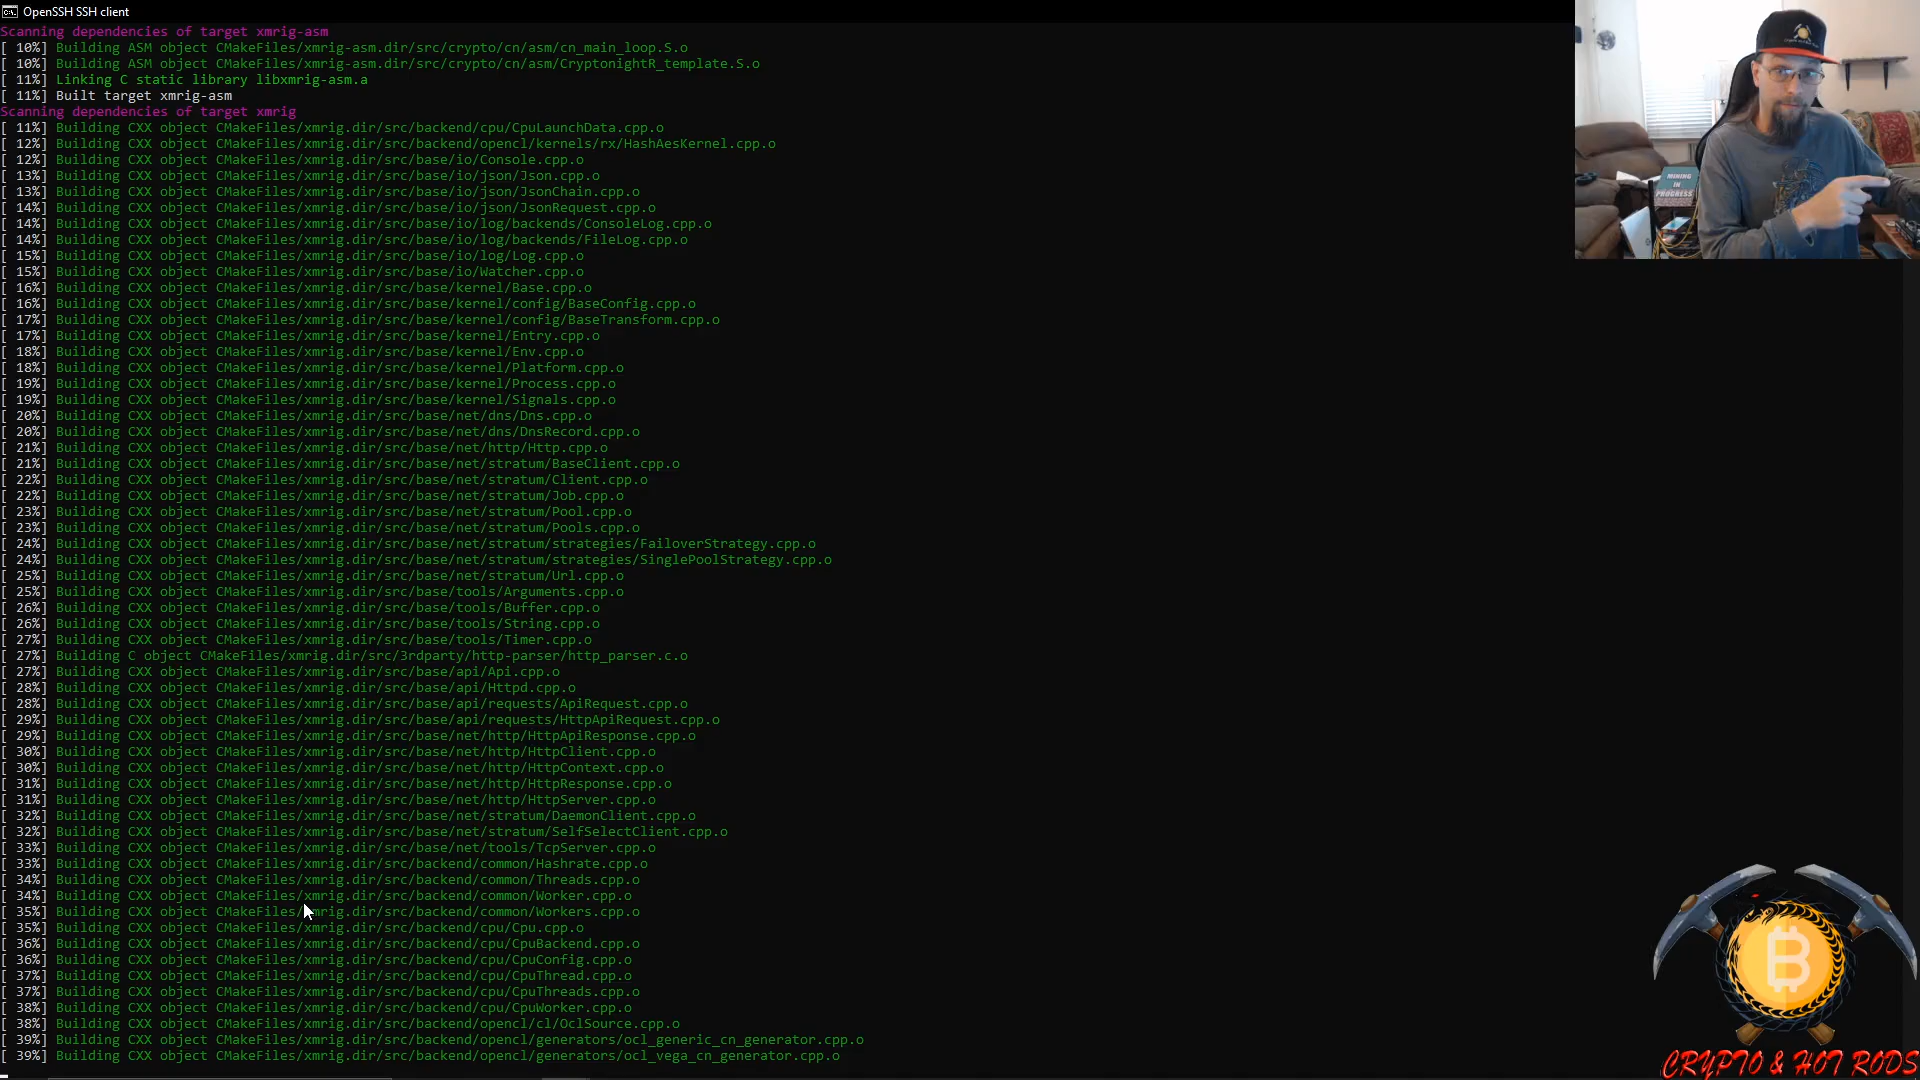 OpenSSH SSH client
Scanning dependencies of target xmrig-asm
[ 10%] Building ASM object CMakeFiles/xmrig-asm.dir/src/crypto/cn/asm/cn_main_loop.S.o
[ 10%] Building ASM object CMakeFiles/xmrig-asm.dir/src/crypto/cn/asm/CryptonightR_template.S.o
[ 11%] Linking C static library libxmrig-asm.a
[ 11%] Built target xmrig-asm
Scanning dependencies of target xmrig
[ 11%] Building CXX object CMakeFiles/xmrig.dir/src/backend/cpu/CpuLaunchData.cpp.o
[ 12%] Building CXX object CMakeFiles/xmrig.dir/src/backend/opencl/kernels/rx/HashAesKernel.cpp.o
[ 12%] Building CXX object CMakeFiles/xmrig.dir/src/base/io/Console.cpp.o
[ 13%] Building CXX object CMakeFiles/xmrig.dir/src/base/io/json/Json.cpp.o
[ 13%] Building CXX object CMakeFiles/xmrig.dir/src/base/io/json/JsonChain.cpp.o
[ 14%] Building CXX object CMakeFiles/xmrig.dir/src/base/io/json/JsonRequest.cpp.o
[ 14%] Building CXX object CMakeFiles/xmrig.dir/src/base/io/log/backends/ConsoleLog.cpp.o
[ 14%] Building CXX object CMakeFiles/xmrig.dir/src/base/io/log/backends/FileLog.cpp.o
[ 15%] Building CXX object CMakeFiles/xmrig.dir/src/base/io/log/Log.cpp.o
[ 15%] Building CXX object CMakeFiles/xmrig.dir/src/base/io/Watcher.cpp.o
[ 16%] Building CXX object CMakeFiles/xmrig.dir/src/base/kernel/Base.cpp.o
[ 16%] Building CXX object CMakeFiles/xmrig.dir/src/base/kernel/config/BaseConfig.cpp.o
[ 17%] Building CXX object CMakeFiles/xmrig.dir/src/base/kernel/config/BaseTransform.cpp.o
[ 17%] Building CXX object CMakeFiles/xmrig.dir/src/base/kernel/Entry.cpp.o
[ 18%] Building CXX object CMakeFiles/xmrig.dir/src/base/kernel/Env.cpp.o
[ 18%] Building CXX object CMakeFiles/xmrig.dir/src/base/kernel/Platform.cpp.o
[ 19%] Building CXX object CMakeFiles/xmrig.dir/src/base/kernel/Process.cpp.o
[ 19%] Building CXX object CMakeFiles/xmrig.dir/src/base/kernel/Signals.cpp.o
[ 20%] Building CXX object CMakeFiles/xmrig.dir/src/base/net/dns/Dns.cpp.o
[ 20%] Building CXX object CMakeFiles/xmrig.dir/src/base/net/dns/DnsRecord.cpp.o
[ 21%] Building CXX object CMakeFiles/xmrig.dir/src/base/net/http/Http.cpp.o
[ 21%] Building CXX object CMakeFiles/xmrig.dir/src/base/net/stratum/BaseClient.cpp.o
[ 22%] Building CXX object CMakeFiles/xmrig.dir/src/base/net/stratum/Client.cpp.o
[ 22%] Building CXX object CMakeFiles/xmrig.dir/src/base/net/stratum/Job.cpp.o
[ 23%] Building CXX object CMakeFiles/xmrig.dir/src/base/net/stratum/Pool.cpp.o
[ 23%] Building CXX object CMakeFiles/xmrig.dir/src/base/net/stratum/Pools.cpp.o
[ 24%] Building CXX object CMakeFiles/xmrig.dir/src/base/net/stratum/strategies/FailoverStrategy.cpp.o
[ 24%] Building CXX object CMakeFiles/xmrig.dir/src/base/net/stratum/strategies/SinglePoolStrategy.cpp.o
[ 25%] Building CXX object CMakeFiles/xmrig.dir/src/base/net/stratum/Url.cpp.o
[ 25%] Building CXX object CMakeFiles/xmrig.dir/src/base/tools/Arguments.cpp.o
[ 26%] Building CXX object CMakeFiles/xmrig.dir/src/base/tools/Buffer.cpp.o
[ 26%] Building CXX object CMakeFiles/xmrig.dir/src/base/tools/String.cpp.o
[ 27%] Building CXX object CMakeFiles/xmrig.dir/src/base/tools/Timer.cpp.o
[ 27%] Building C object CMakeFiles/xmrig.dir/src/3rdparty/http-parser/http_parser.c.o
[ 27%] Building CXX object CMakeFiles/xmrig.dir/src/base/api/Api.cpp.o
[ 28%] Building CXX object CMakeFiles/xmrig.dir/src/base/api/Httpd.cpp.o
[ 28%] Building CXX object CMakeFiles/xmrig.dir/src/base/api/requests/ApiRequest.cpp.o
[ 29%] Building CXX object CMakeFiles/xmrig.dir/src/base/api/requests/HttpApiRequest.cpp.o
[ 29%] Building CXX object CMakeFiles/xmrig.dir/src/base/net/http/HttpApiResponse.cpp.o
[ 30%] Building CXX object CMakeFiles/xmrig.dir/src/base/net/http/HttpClient.cpp.o
[ 30%] Building CXX object CMakeFiles/xmrig.dir/src/base/net/http/HttpContext.cpp.o
[ 31%] Building CXX object CMakeFiles/xmrig.dir/src/base/net/http/HttpResponse.cpp.o
[ 31%] Building CXX object CMakeFiles/xmrig.dir/src/base/net/http/HttpServer.cpp.o
[ 32%] Building CXX object CMakeFiles/xmrig.dir/src/base/net/stratum/DaemonClient.cpp.o
[ 32%] Building CXX object CMakeFiles/xmrig.dir/src/base/net/stratum/SelfSelectClient.cpp.o
[ 33%] Building CXX object CMakeFiles/xmrig.dir/src/base/net/tools/TcpServer.cpp.o
[ 33%] Building CXX object CMakeFiles/xmrig.dir/src/backend/common/Hashrate.cpp.o
[ 34%] Building CXX object CMakeFiles/xmrig.dir/src/backend/common/Threads.cpp.o
[ 34%] Building CXX object CMakeFiles/xmrig.dir/src/backend/common/Worker.cpp.o
[ 35%] Building CXX object CMakeFiles/xmrig.dir/src/backend/common/Workers.cpp.o
[ 35%] Building CXX object CMakeFiles/xmrig.dir/src/backend/cpu/Cpu.cpp.o
[ 36%] Building CXX object CMakeFiles/xmrig.dir/src/backend/cpu/CpuBackend.cpp.o
[ 36%] Building CXX object CMakeFiles/xmrig.dir/src/backend/cpu/CpuConfig.cpp.o
[ 37%] Building CXX object CMakeFiles/xmrig.dir/src/backend/cpu/CpuThread.cpp.o
[ 37%] Building CXX object CMakeFiles/xmrig.dir/src/backend/cpu/CpuThreads.cpp.o
[ 38%] Building CXX object CMakeFiles/xmrig.dir/src/backend/cpu/CpuWorker.cpp.o
[ 38%] Building CXX object CMakeFiles/xmrig.dir/src/backend/opencl/cl/OclSource.cpp.o
[ 39%] Building CXX object CMakeFiles/xmrig.dir/src/backend/opencl/generators/ocl_generic_cn_generator.cpp.o
[ 39%] Building CXX object CMakeFiles/xmrig.dir/src/backend/opencl/generators/ocl_vega_cn_generator.cpp.o
MINING
IN
PROGRESS
B
CRYPTO & HOT RODS